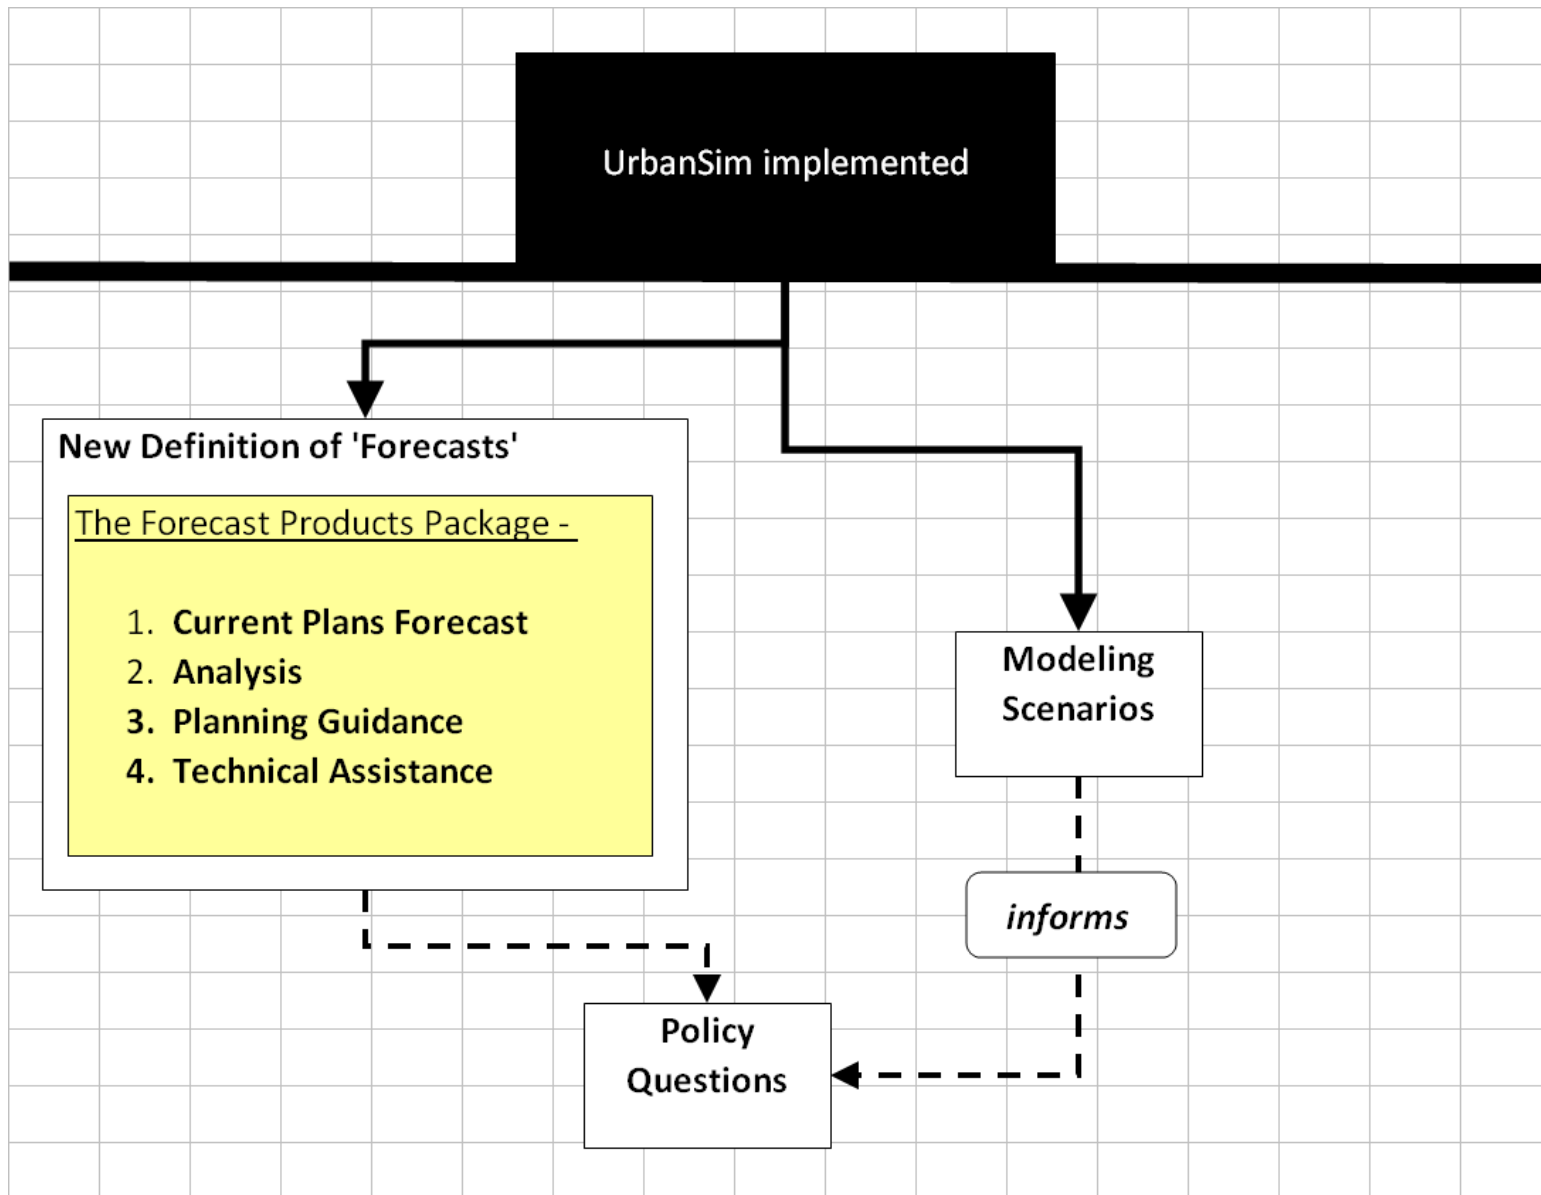 UrbanSim implemented
New Definition of 'Forecasts'
The Forecast Products Package -
1. Current Plans Forecast
2. Analysis
3. Planning Guidance
4. Technical Assistance
Modeling
Scenarios
informs
Policy
Questions